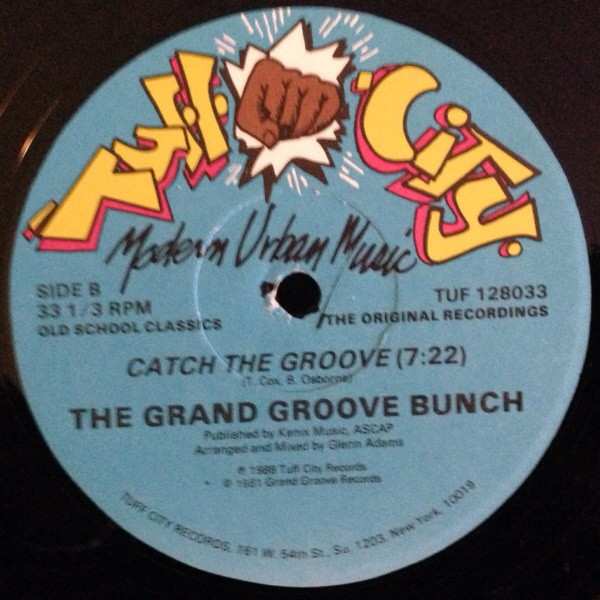 Tuff City
Modern Urban Music
SIDE B
33 1/3 RPM
OLD SCHOOL CLASSICS
TUF 128033
THE ORIGINAL RECORDINGS
CATCH THE GROOVE (7:22)
(T. Cox, B. Osborne)
THE GRAND GROOVE BUNCH
Published by Kenix Music, ASCAP
Arranged and Mixed by Glenn Adams
℗ 1988 Tuff City Records
℗ 1981 Grand Groove Records
TUFF CITY RECORDS, 161 W. 54th St., So. 1203, New York, 10019